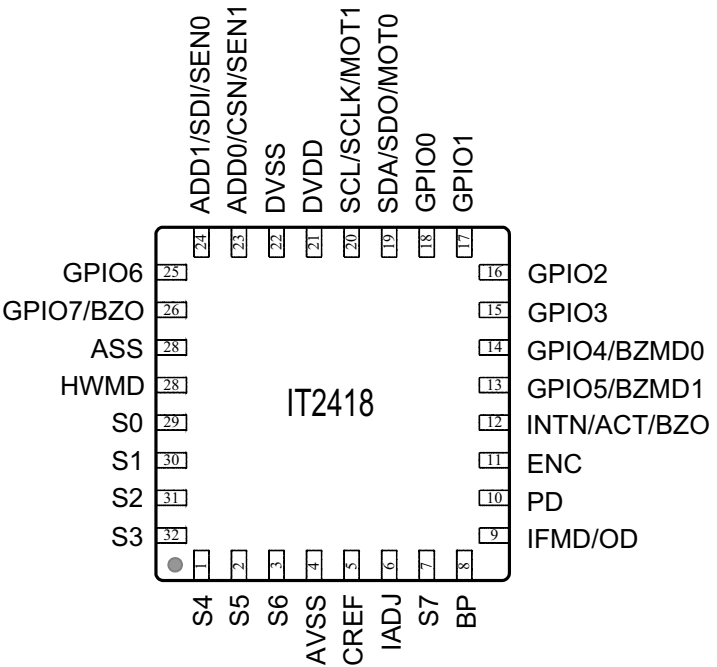 ADD1/SDI/SEN0
ADD0/CSN/SEN1
DVSS
DVDD
SCL/SCLK/MOT1
SDA/SDO/MOT0
GPIO0
GPIO1
24
23
22
21
20
19
18
17
GPIO6 25
GPIO7/BZO 26
ASS 28
HWMD 28
S0 29
S1 30
S2 31
S3 32
IT2418
16 GPIO2
15 GPIO3
14 GPIO4/BZMD0
13 GPIO5/BZMD1
12 INTN/ACT/BZO
11 ENC
10 PD
9 IFMD/OD
1
2
3
4
5
6
7
8
S4
S5
S6
AVSS
CREF
IADJ
S7
BP